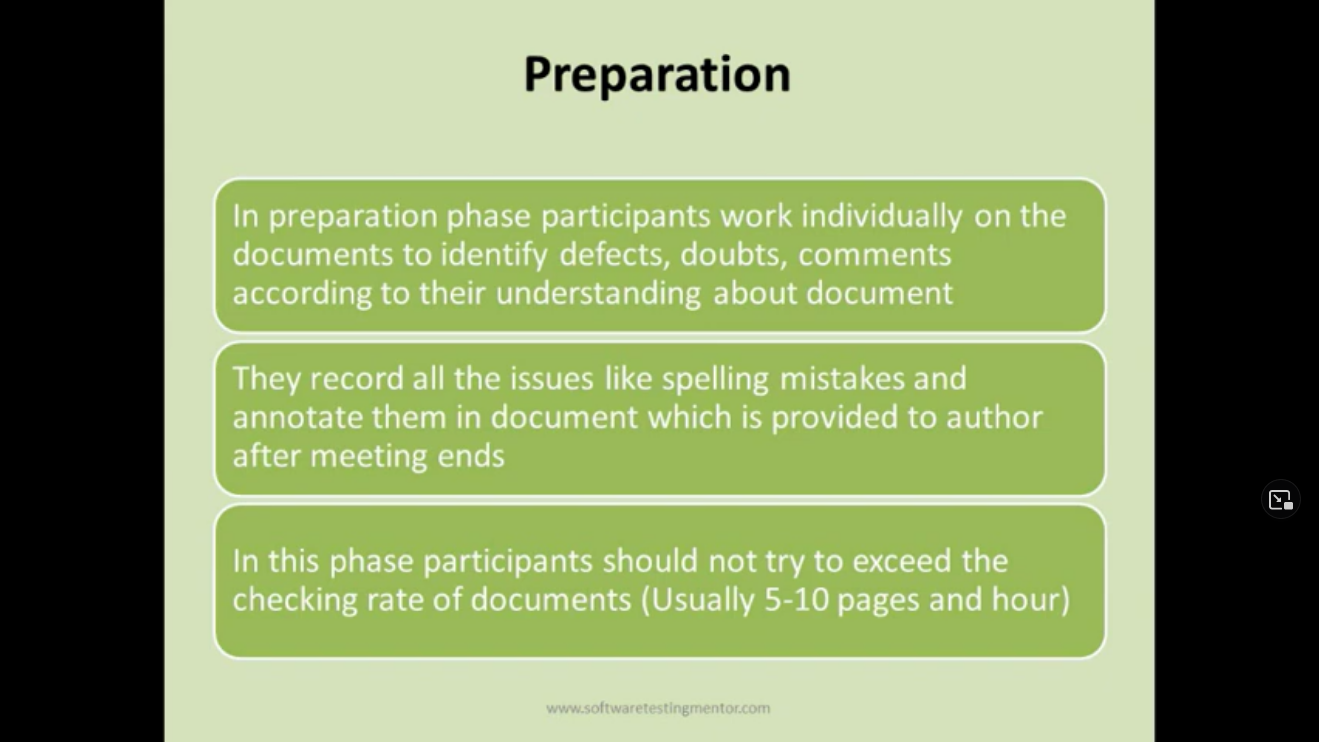 Preparation
In preparation phase participants work individually on the
documents to identify defects, doubts, comments
according to their understanding about document
They record all the issues like spelling mistakes and
annotate them in document which is provided to author
after meeting ends
In this phase participants should not try to exceed the
checking rate of documents (Usually 5-10 pages and hour)
www.softwaretestingmentor.com